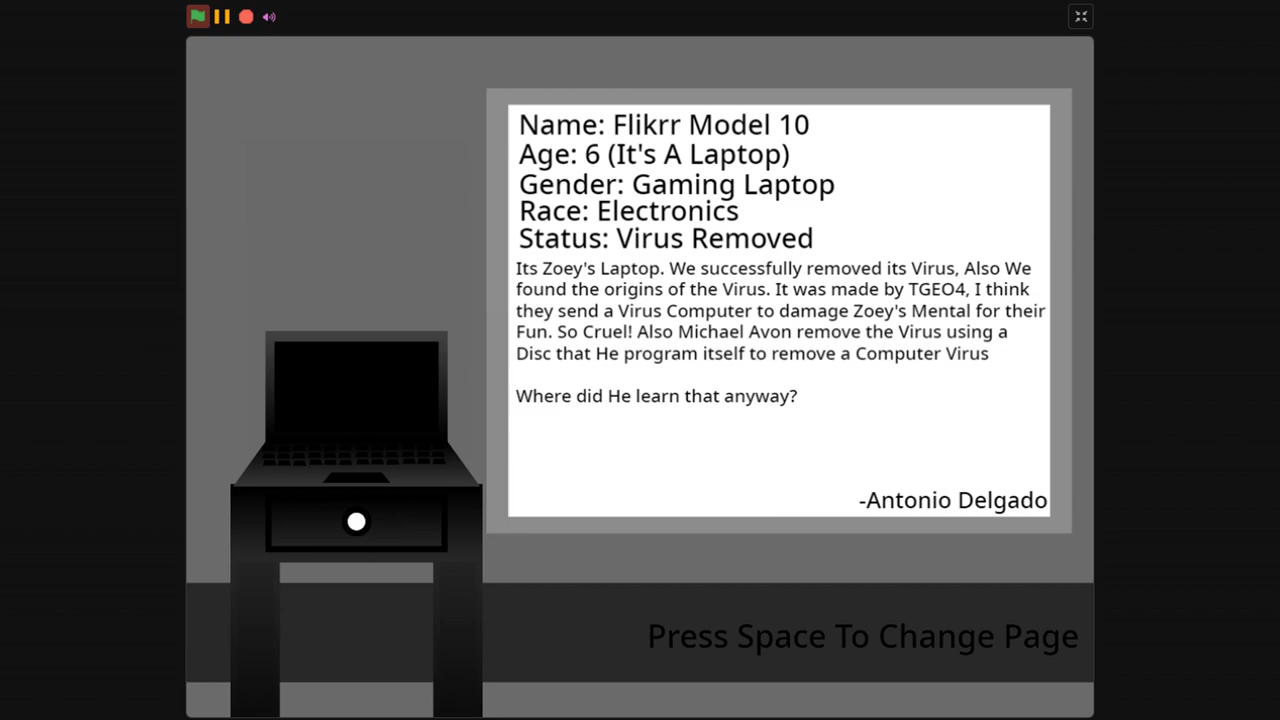 Name: Flikrr Model 10
Age: 6 (It's A Laptop)
Gender: Gaming Laptop
Race: Electronics
Status: Virus Removed
Its Zoey's Laptop. We successfully removed its Virus, Also We
found the origins of the Virus. It was made by TGEO4, I think
they send a Virus Computer to damage Zoey's Mental for their
Fun. So Cruel! Also Michael Avon remove the Virus using a
Disc that He program itself to remove a Computer Virus
Where did He learn that anyway?
-Antonio Delgado
Press Space To Change Page